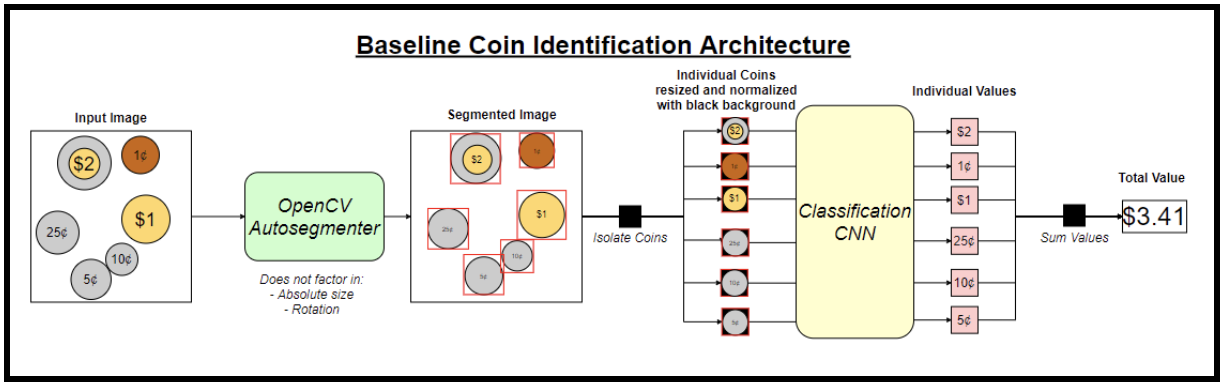 Baseline Coin Identification Architecture
Input Image
$2
1¢
25¢
$1
10¢
5¢
OpenCV
Autosegmenter
Does not factor in:
- Absolute size
- Rotation
Segmented Image
$2
1¢
25¢
$1
10¢
5¢
Isolate Coins
Individual Coins
resized and normalized
with black background
$2
1¢
$1
25¢
10¢
5¢
Classification
CNN
Individual Values
$2
1¢
$1
25¢
10¢
5¢
Sum Values
Total Value
$3.41